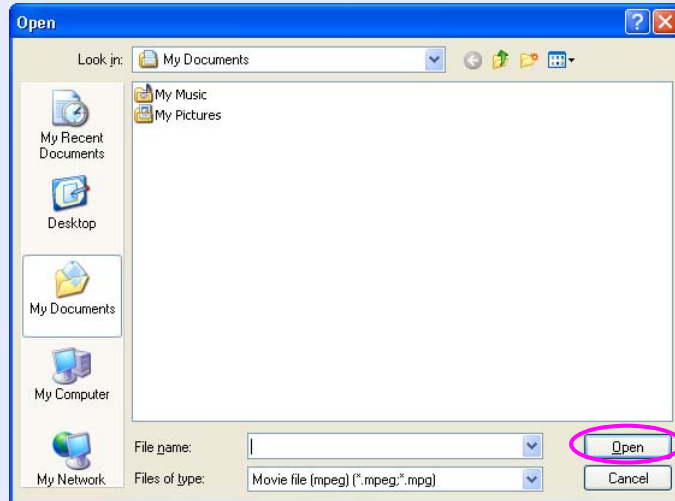 Open
Look in:
My Documents
My Recent
Documents
Desktop
My Documents
My Computer
My Network
My Music
My Pictures
File name:
Open
Files of type:
Movie file (mpeg) (*.mpeg;*.mpg)
Cancel